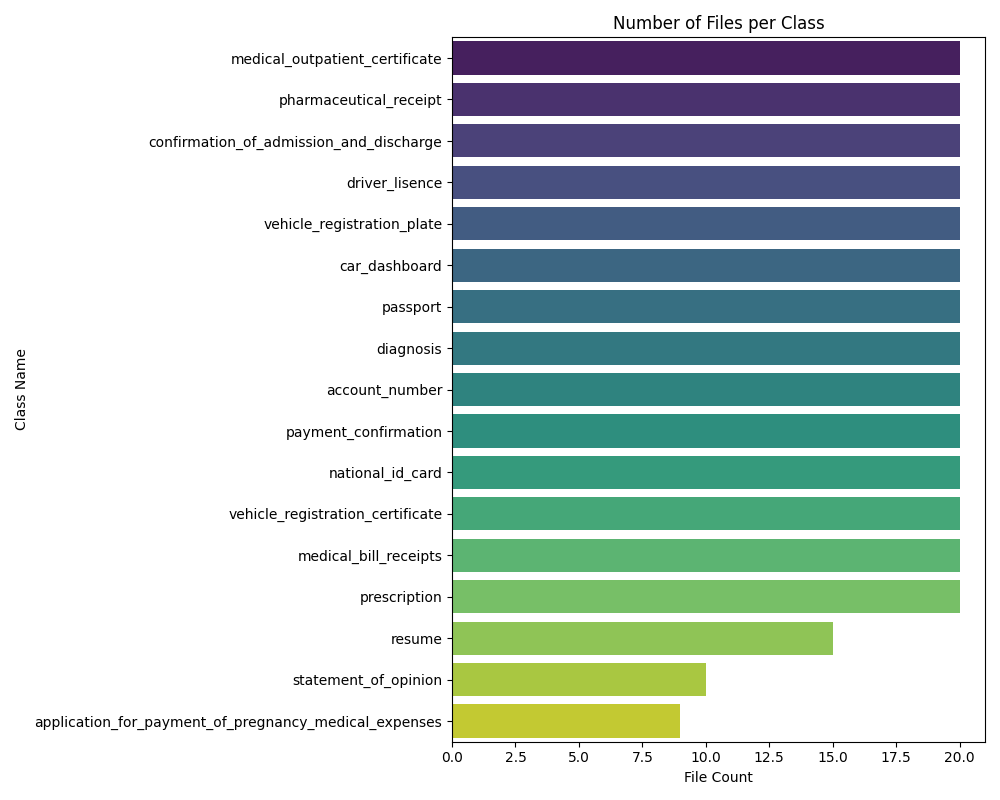 Number of Files per Class
medical_outpatient_certificate
pharmaceutical_receipt
confirmation_of_admission_and_discharge
driver_lisence
vehicle_registration_plate
car_dashboard
passport
diagnosis
account_number
payment_confirmation
national_id_card
vehicle_registration_certificate
medical_bill_receipts
prescription
resume
statement_of_opinion
application_for_payment_of_pregnancy_medical_expenses
Class Name
0.0 2.5 5.0 7.5 10.0 12.5 15.0 17.5 20.0
File Count